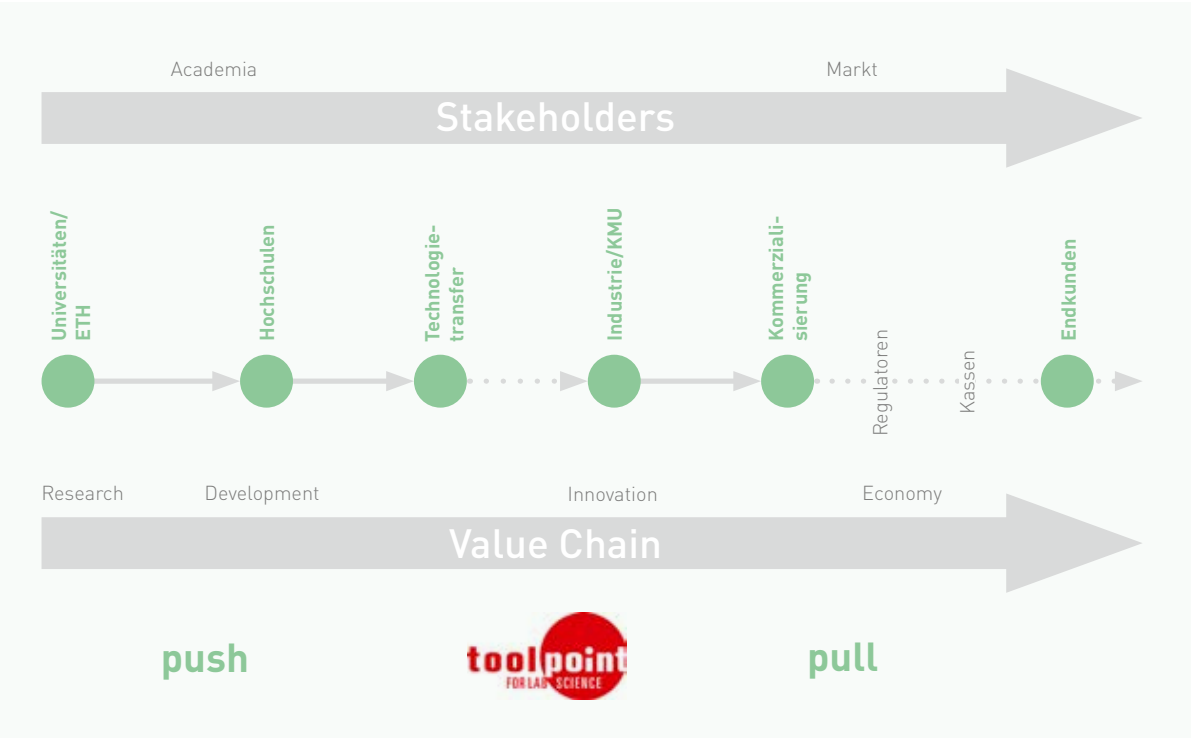 Academia
Markt
Stakeholders
Universitäten/
ETH
Hochschulen
Technologie-
transfer
Industrie/KMU
Kommerziali-
sierung
Regulatoren
Kassen
Endkunden
Research
Development
Innovation
Economy
Value Chain
push
toolpoint
FOR LAB SCIENCE
pull